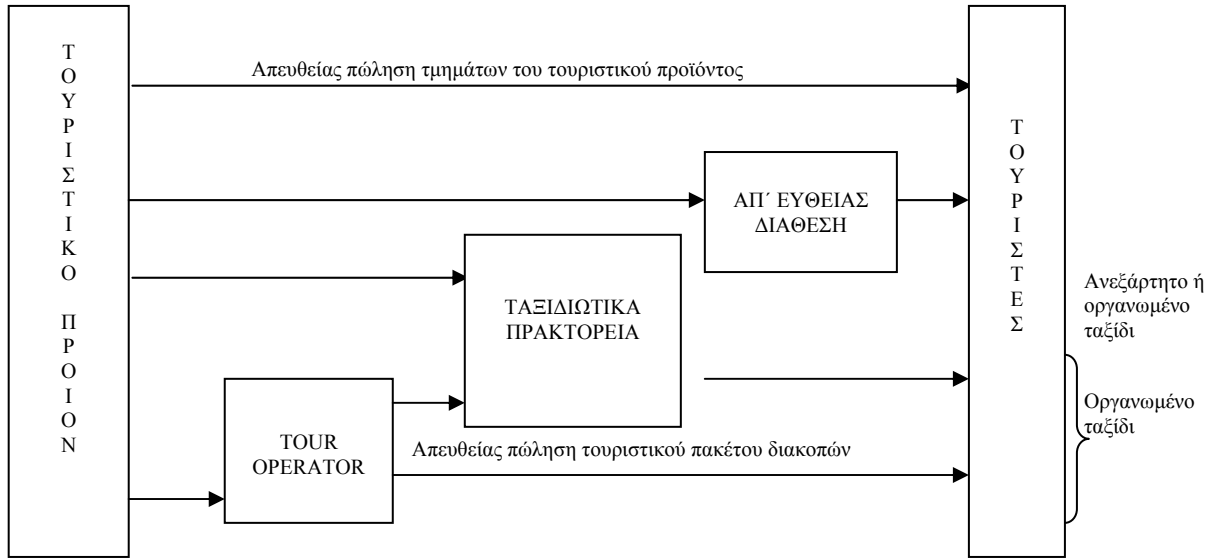 ΤΟΥΡΙΣΤΙΚΟ ΠΡΟΙΟΝ
Απευθείας πώληση τμημάτων του τουριστικού προϊόντος
ΑΠ΄ ΕΥΘΕΙΑΣ
ΔΙΑΘΕΣΗ
ΤΑΞΙΔΙΩΤΙΚΑ
ΠΡΑΚΤΟΡΕΙΑ
TOUR
OPERATOR
Απευθείας πώληση τουριστικού πακέτου διακοπών
ΤΟΥΡΙΣΤΕΣ
Ανεξάρτητο ή
οργανωμένο
ταξίδι
Οργανωμένο
ταξίδι